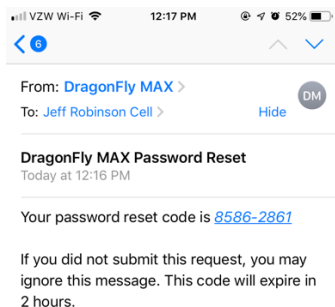 VZW Wi-Fi 12:17 PM 52%
6
From: DragonFly MAX
DM
To: Jeff Robinson Cell Hide
DragonFly MAX Password Reset
Today at 12:16 PM
Your password reset code is 8586-2861
If you did not submit this request, you may
ignore this message. This code will expire in
2 hours.